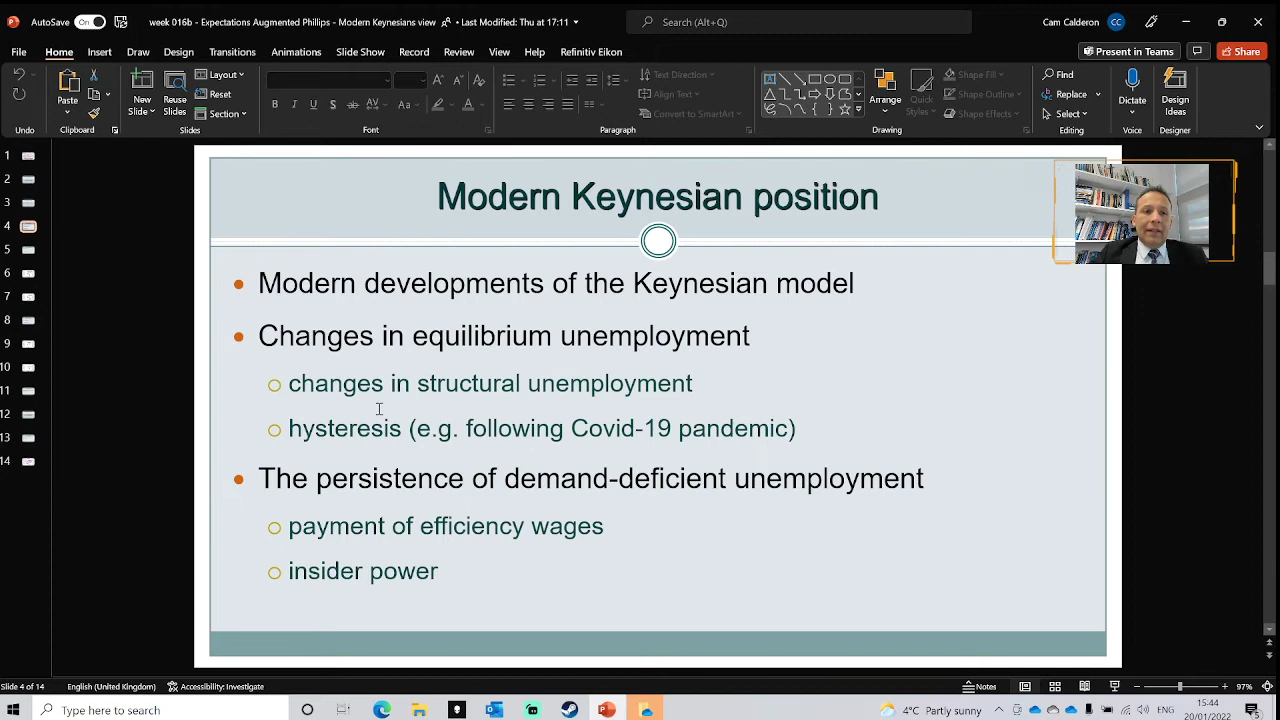 AutoSave On week 016b - Expectations Augmented Phillips - Modern Keynesians view • Last Modified: Thu at 17:11 Search (Alt+Q) Cam Calderon CC
File Home Insert Draw Design Transitions Animations Slide Show Record Review View Help Refinitiv Eikon Present in Teams Share
Paste New Slide Reuse Slides Layout Reset Section
Text Direction Align Text Convert to SmartArt
Arrange Quick Styles Shape Fill Shape Outline Shape Effects
Find Replace Select Dictate Design Ideas
Undo Clipboard Slides Font Paragraph Drawing Editing Voice Designer
1
2
3
4
5
6
7
8
9
10
11
12
13
14
Modern Keynesian position
• Modern developments of the Keynesian model
• Changes in equilibrium unemployment
○ changes in structural unemployment
○ hysteresis (e.g. following Covid-19 pandemic)
• The persistence of demand-deficient unemployment
○ payment of efficiency wages
○ insider power
Slide 4 of 14 English (United Kingdom) Accessibility: Investigate Notes 97%
Type here to search 4°C Partly sunny 15:44
20/01/2022